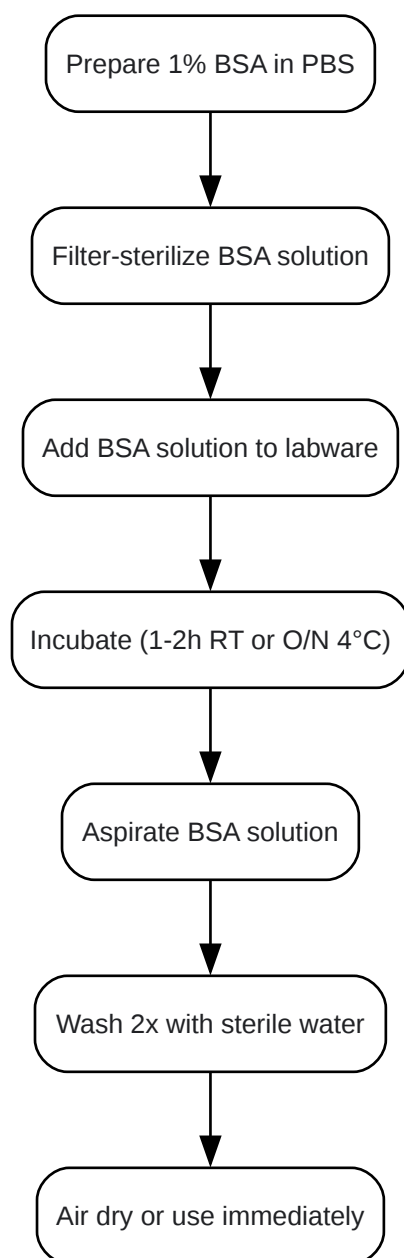 Prepare 1% BSA in PBS
Filter-sterilize BSA solution
Add BSA solution to labware
Incubate (1-2h RT or O/N 4°C)
Aspirate BSA solution
Wash 2x with sterile water
Air dry or use immediately